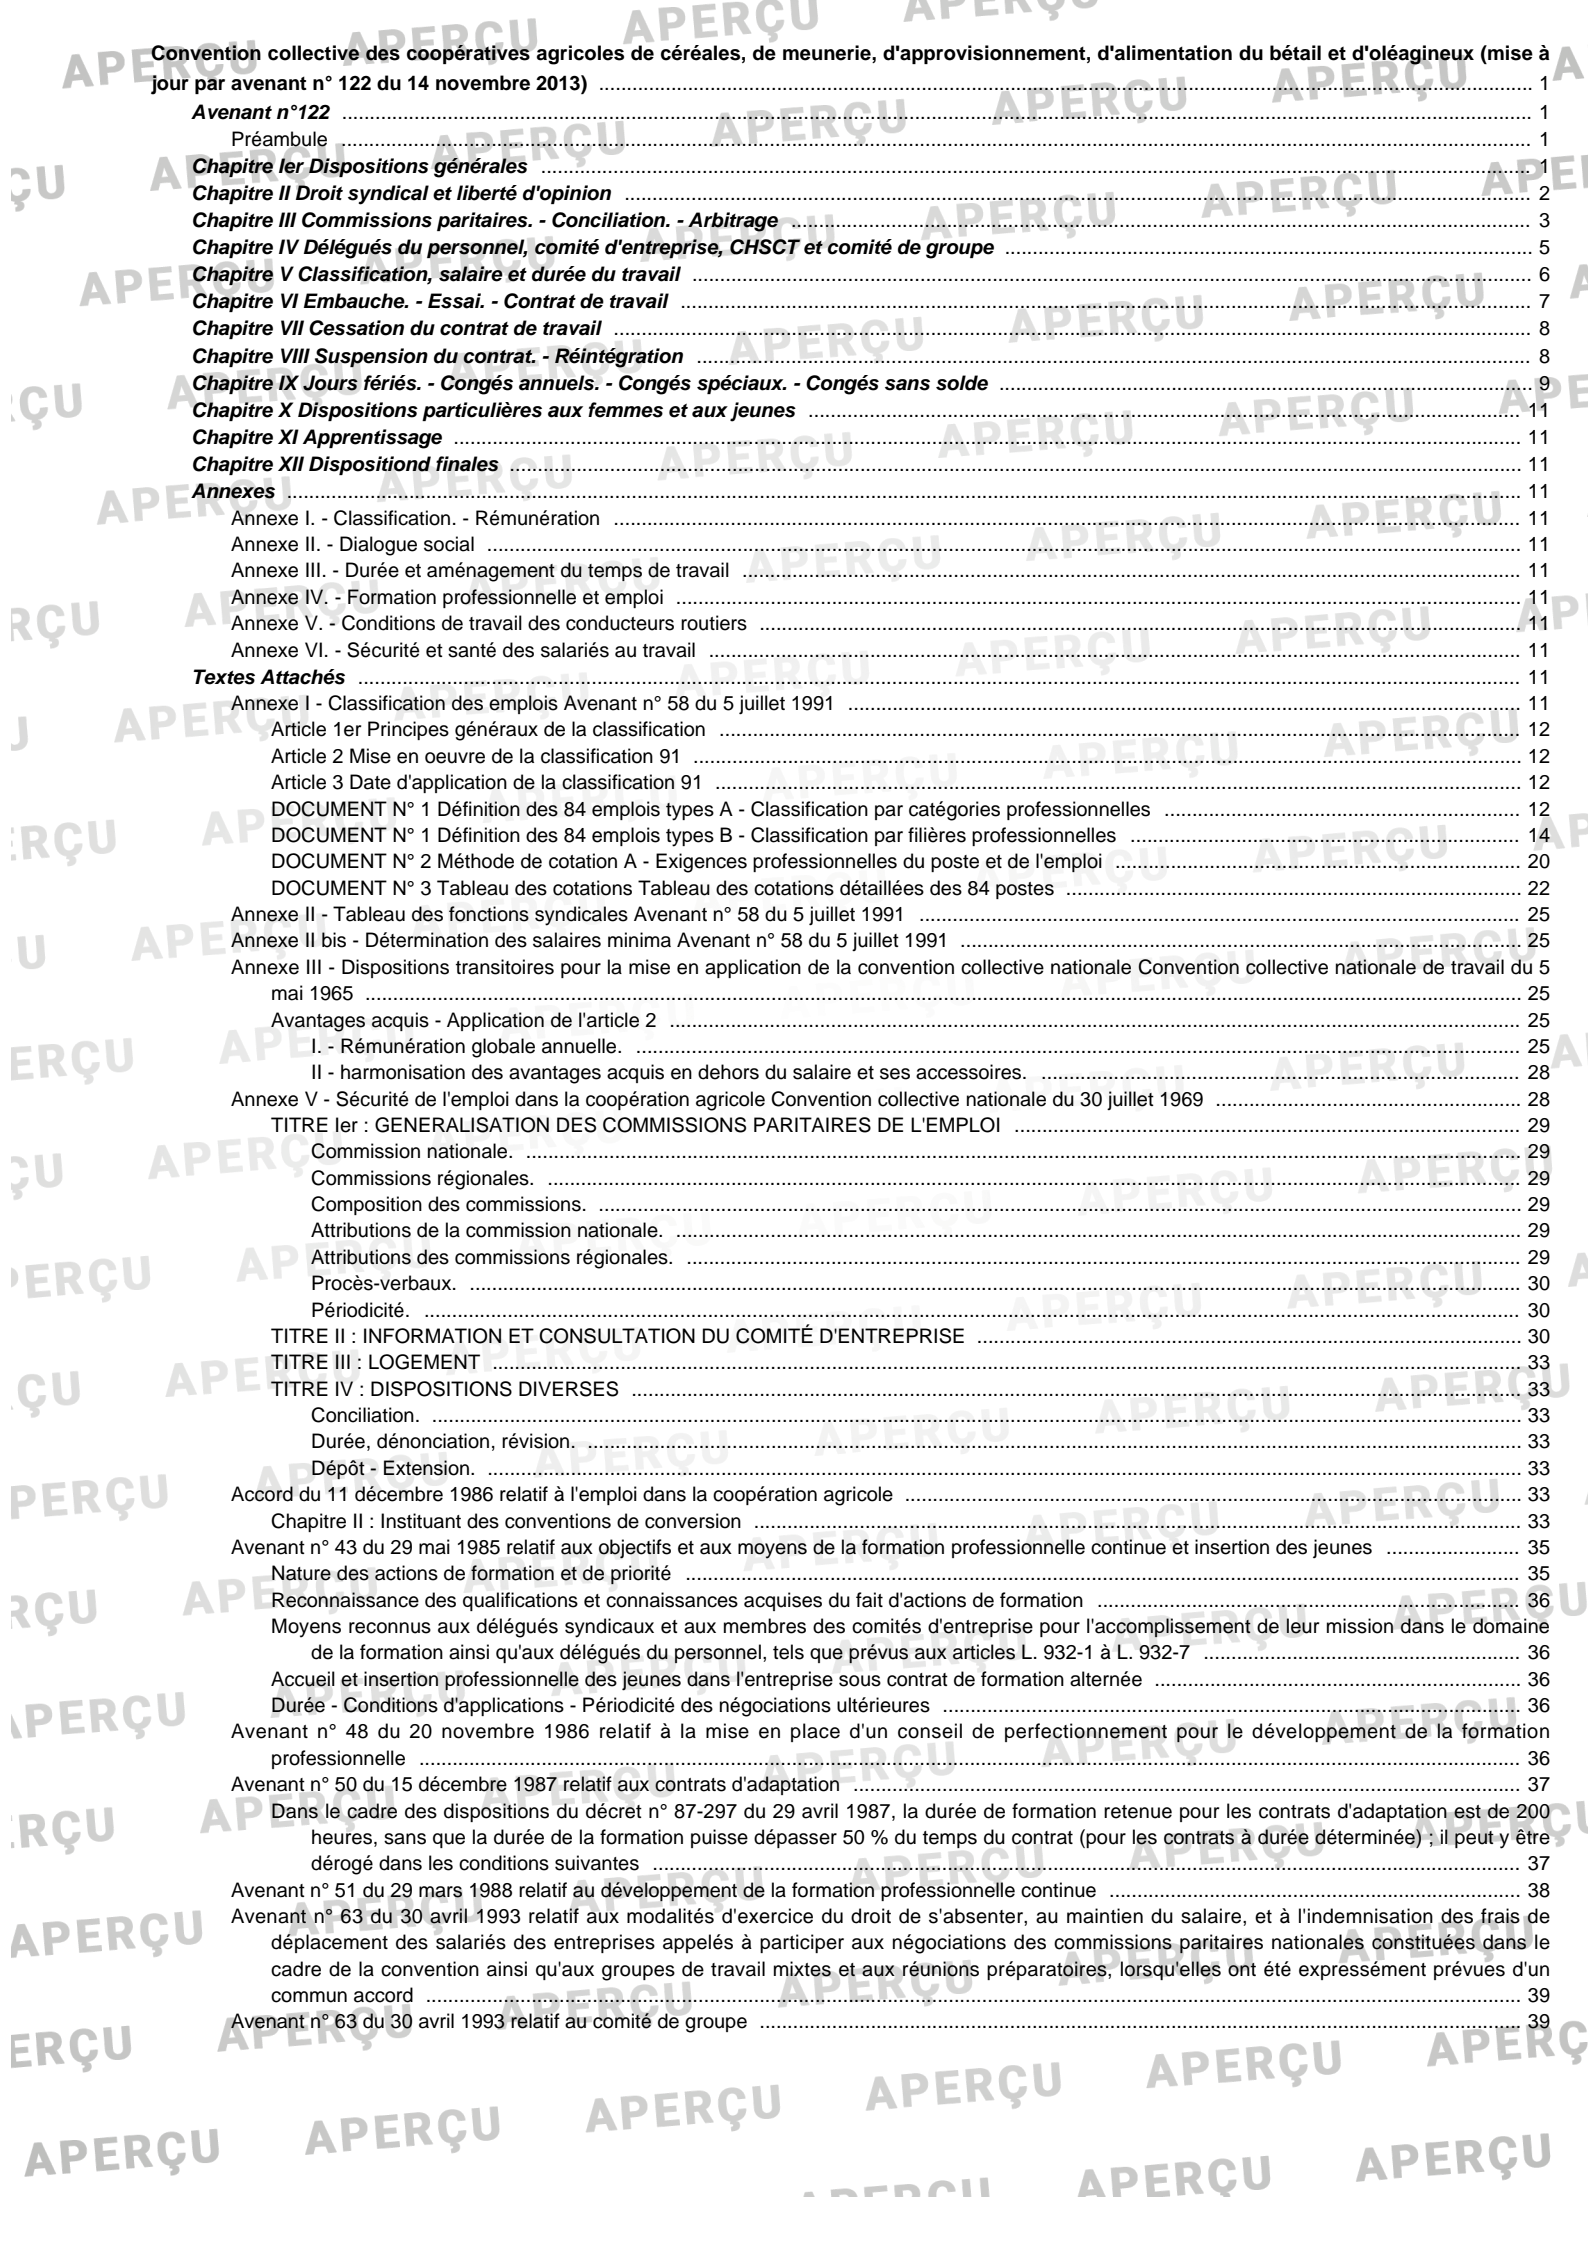 Convention collective des coopératives agricoles de céréales, de meunerie, d'approvisionnement, d'alimentation du bétail et d'oléagineux (mise à
jour par avenant n° 122 du 14 novembre 2013) 1
Avenant n°122 1
Préambule 1
Chapitre Ier Dispositions générales 1
Chapitre II Droit syndical et liberté d'opinion 2
Chapitre III Commissions paritaires. - Conciliation. - Arbitrage 3
Chapitre IV Délégués du personnel, comité d'entreprise, CHSCT et comité de groupe 5
Chapitre V Classification, salaire et durée du travail 6
Chapitre VI Embauche. - Essai. - Contrat de travail 7
Chapitre VII Cessation du contrat de travail 8
Chapitre VIII Suspension du contrat. - Réintégration 8
Chapitre IX Jours fériés. - Congés annuels. - Congés spéciaux. - Congés sans solde 9
Chapitre X Dispositions particulières aux femmes et aux jeunes 11
Chapitre XI Apprentissage 11
Chapitre XII Dispositiond finales 11
Annexes 11
Annexe I. - Classification. - Rémunération 11
Annexe II. - Dialogue social 11
Annexe III. - Durée et aménagement du temps de travail 11
Annexe IV. - Formation professionnelle et emploi 11
Annexe V. - Conditions de travail des conducteurs routiers 11
Annexe VI. - Sécurité et santé des salariés au travail 11
Textes Attachés 11
Annexe I - Classification des emplois Avenant n° 58 du 5 juillet 1991 11
Article 1er Principes généraux de la classification 12
Article 2 Mise en oeuvre de la classification 91 12
Article 3 Date d'application de la classification 91 12
DOCUMENT N° 1 Définition des 84 emplois types A - Classification par catégories professionnelles 12
DOCUMENT N° 1 Définition des 84 emplois types B - Classification par filières professionnelles 14
DOCUMENT N° 2 Méthode de cotation A - Exigences professionnelles du poste et de l'emploi 20
DOCUMENT N° 3 Tableau des cotations Tableau des cotations détaillées des 84 postes 22
Annexe II - Tableau des fonctions syndicales Avenant n° 58 du 5 juillet 1991 25
Annexe II bis - Détermination des salaires minima Avenant n° 58 du 5 juillet 1991 25
Annexe III - Dispositions transitoires pour la mise en application de la convention collective nationale Convention collective nationale de travail du 5
mai 1965 25
Avantages acquis - Application de l'article 2 25
I. - Rémunération globale annuelle. 25
II - harmonisation des avantages acquis en dehors du salaire et ses accessoires. 28
Annexe V - Sécurité de l'emploi dans la coopération agricole Convention collective nationale du 30 juillet 1969 28
TITRE Ier : GENERALISATION DES COMMISSIONS PARITAIRES DE L'EMPLOI 29
Commission nationale. 29
Commissions régionales. 29
Composition des commissions. 29
Attributions de la commission nationale. 29
Attributions des commissions régionales. 29
Procès-verbaux. 30
Périodicité. 30
TITRE II : INFORMATION ET CONSULTATION DU COMITÉ D'ENTREPRISE 30
TITRE III : LOGEMENT 33
TITRE IV : DISPOSITIONS DIVERSES 33
Conciliation. 33
Durée, dénonciation, révision. 33
Dépôt - Extension. 33
Accord du 11 décembre 1986 relatif à l'emploi dans la coopération agricole 33
Chapitre II : Instituant des conventions de conversion 33
Avenant n° 43 du 29 mai 1985 relatif aux objectifs et aux moyens de la formation professionnelle continue et insertion des jeunes 35
Nature des actions de formation et de priorité 35
Reconnaissance des qualifications et connaissances acquises du fait d'actions de formation 36
Moyens reconnus aux délégués syndicaux et aux membres des comités d'entreprise pour l'accomplissement de leur mission dans le domaine
de la formation ainsi qu'aux délégués du personnel, tels que prévus aux articles L. 932-1 à L. 932-7 36
Accueil et insertion professionnelle des jeunes dans l'entreprise sous contrat de formation alternée 36
Durée - Conditions d'applications - Périodicité des négociations ultérieures 36
Avenant n° 48 du 20 novembre 1986 relatif à la mise en place d'un conseil de perfectionnement pour le développement de la formation
professionnelle 36
Avenant n° 50 du 15 décembre 1987 relatif aux contrats d'adaptation 37
Dans le cadre des dispositions du décret n° 87-297 du 29 avril 1987, la durée de formation retenue pour les contrats d'adaptation est de 200
heures, sans que la durée de la formation puisse dépasser 50 % du temps du contrat (pour les contrats à durée déterminée) ; il peut y être
dérogé dans les conditions suivantes 37
Avenant n° 51 du 29 mars 1988 relatif au développement de la formation professionnelle continue 38
Avenant n° 63 du 30 avril 1993 relatif aux modalités d'exercice du droit de s'absenter, au maintien du salaire, et à l'indemnisation des frais de
déplacement des salariés des entreprises appelés à participer aux négociations des commissions paritaires nationales constituées dans le
cadre de la convention ainsi qu'aux groupes de travail mixtes et aux réunions préparatoires, lorsqu'elles ont été expressément prévues d'un
commun accord 39
Avenant n° 63 du 30 avril 1993 relatif au comité de groupe 39
APERÇU